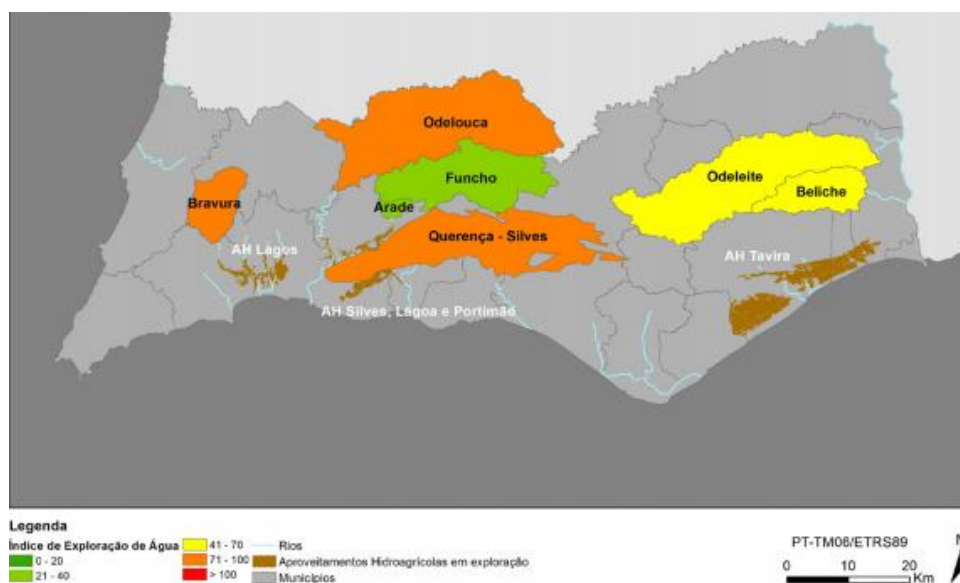 Odelouca
Funcho
Odeleite
Beliche
Bravura
Arade
Querença - Silves
AH Lagos
AH Tavira
AH Silves, Lagoa e Portimão
Legenda
Índice de Exploração de Água
0 - 20
21 - 40
41 - 70
71 - 100
> 100
Rios
Aproveitamentos Hidroagrícolas em exploração
Municípios
PT-TM06/ETRS89
0 10 20
Km
N